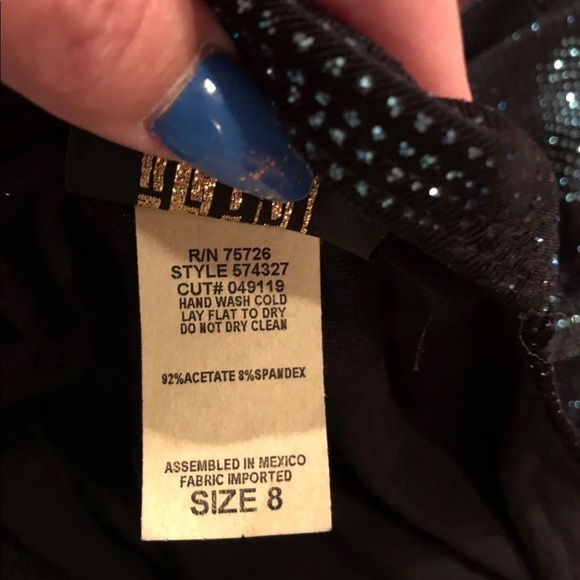 R/N 75726
STYLE 574327
CUT# 049119
HAND WASH COLD
LAY FLAT TO DRY
DO NOT DRY CLEAN
92%ACETATE 8%SPANDEX
ASSEMBLED IN MEXICO
FABRIC IMPORTED
SIZE 8